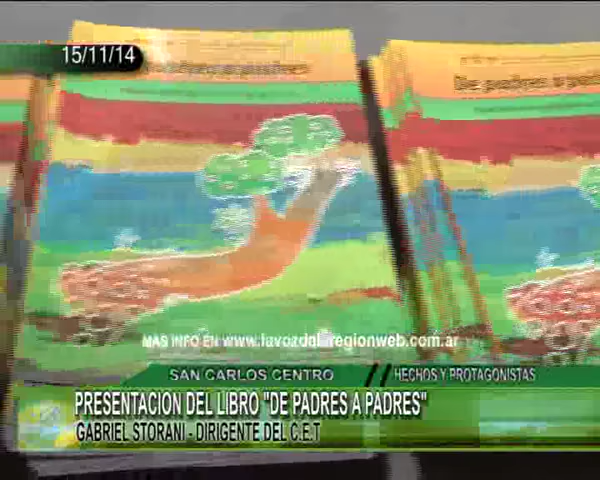 15/11/14
De padres a padres
MAS INFO EN www.lavozdelaregionweb.com.ar
SAN CARLOS CENTRO // HECHOS Y PROTAGONISTAS
PRESENTACION DEL LIBRO "DE PADRES A PADRES"
GABRIEL STORANI - DIRIGENTE DEL C.E.T